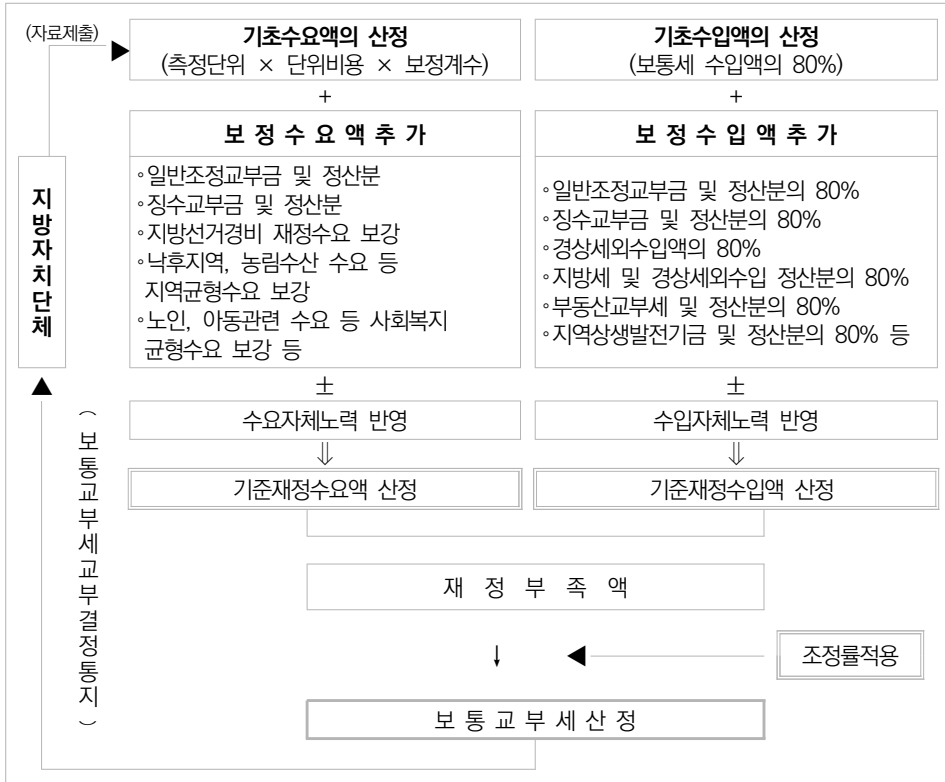 (자료제출)
기초수요액의 산정
(측정단위 × 단위비용 × 보정계수)
+
보 정 수 요 액 추 가
◦일반조정교부금 및 정산분
◦징수교부금 및 정산분
◦지방선거경비 재정수요 보강
◦낙후지역, 농림수산 수요 등
지역균형수요 보강
◦노인, 아동관련 수요 등 사회복지
균형수요 보강 등
±
수요자체노력 반영
⇓
기준재정수요액 산정
기초수입액의 산정
(보통세 수입액의 80%)
+
보 정 수 입 액 추 가
◦일반조정교부금 및 정산분의 80%
◦징수교부금 및 정산분의 80%
◦경상세외수입액의 80%
◦지방세 및 경상세외수입 정산분의 80%
◦부동산교부세 및 정산분의 80%
◦지역상생발전기금 및 정산분의 80% 등
±
수입자체노력 반영
⇓
기준재정수입액 산정
재 정 부 족 액
↓
조정률적용
보 통 교 부 세 산 정
(보통교부세교부결정통지)
지방자치단체